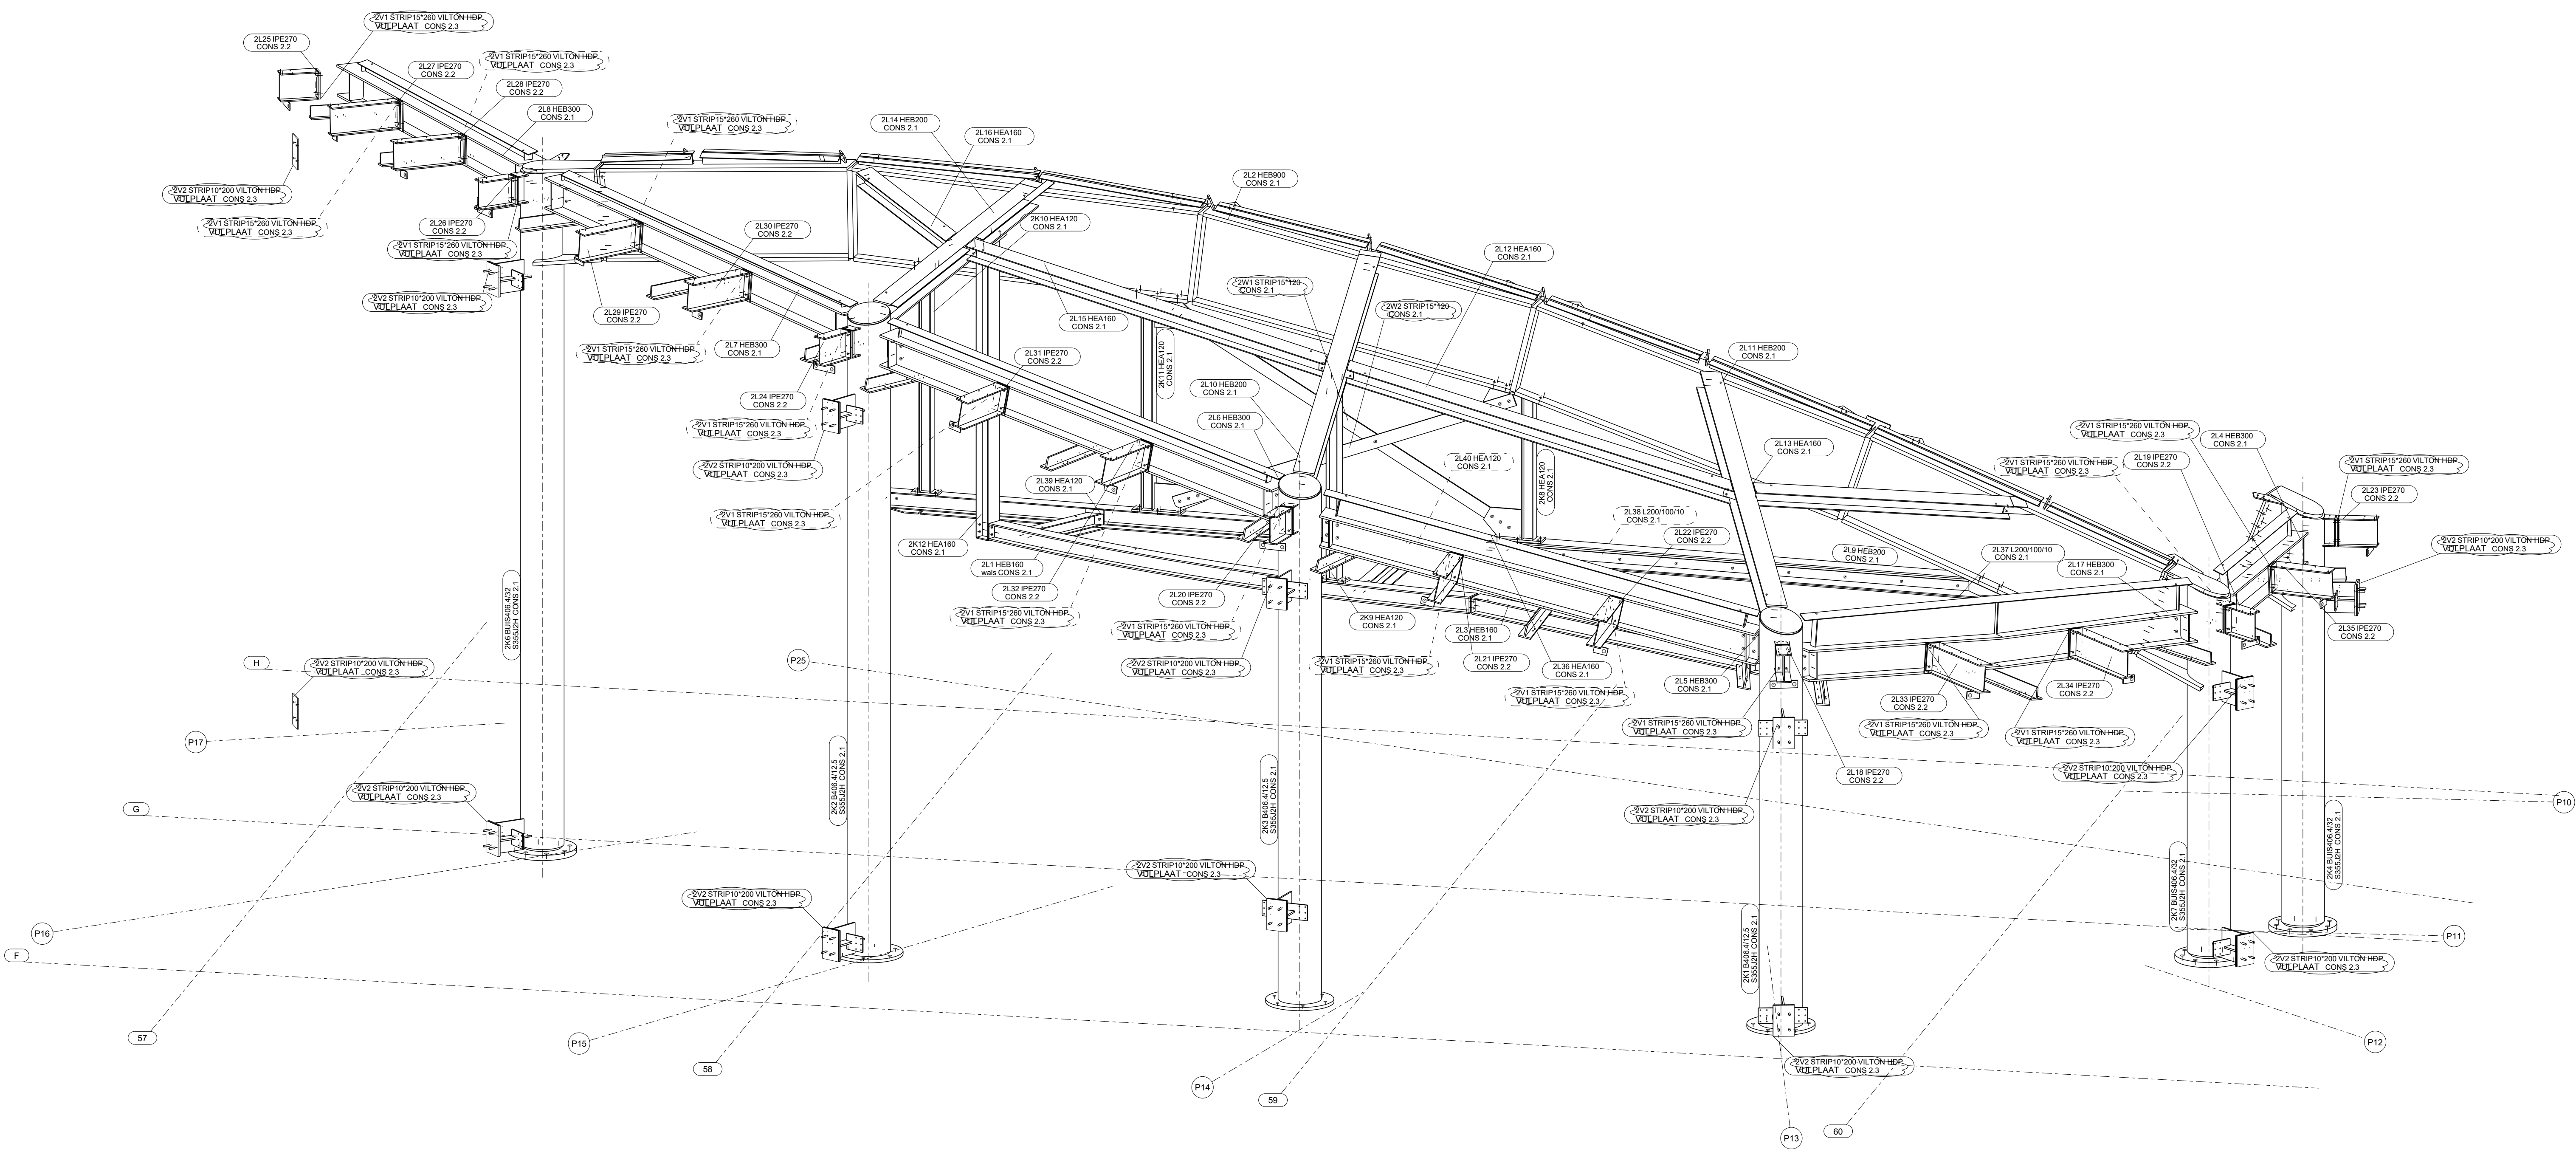 2V1 STRIP15*260 VILTON HDP
VULPLAAT CONS 2.3
2L25 IPE270
CONS 2.2
2V1 STRIP15*260 VILTON HDP
VULPLAAT CONS 2.3
2L27 IPE270
CONS 2.2
2L28 IPE270
CONS 2.2
2L8 HEB300
CONS 2.1
2V1 STRIP15*260 VILTON HDP
VULPLAAT CONS 2.3
2L14 HEB200
CONS 2.1
2L16 HEA160
CONS 2.1
2L2 HEB900
CONS 2.1
2V2 STRIP10*200 VILTON HDP
VULPLAAT CONS 2.3
2V1 STRIP15*260 VILTON HDP
VULPLAAT CONS 2.3
2L26 IPE270
CONS 2.2
2V1 STRIP15*260 VILTON HDP
VULPLAAT CONS 2.3
2L30 IPE270
CONS 2.2
2K10 HEA120
CONS 2.1
2L12 HEA160
CONS 2.1
2V2 STRIP10*200 VILTON HDP
VULPLAAT CONS 2.3
2L29 IPE270
CONS 2.2
2W1 STRIP15*120
CONS 2.1
2W2 STRIP15*120
CONS 2.1
2L15 HEA160
CONS 2.1
2V1 STRIP15*260 VILTON HDP
VULPLAAT CONS 2.3
2L7 HEB300
CONS 2.1
2L31 IPE270
CONS 2.2
2K11 HEA120
CONS 2.1
2L11 HEB200
CONS 2.1
2L24 IPE270
CONS 2.2
2L10 HEB200
CONS 2.1
2L6 HEB300
CONS 2.1
2V1 STRIP15*260 VILTON HDP
VULPLAAT CONS 2.3
2V1 STRIP15*260 VILTON HDP
VULPLAAT CONS 2.3
2L4 HEB300
CONS 2.1
2L13 HEA160
CONS 2.1
2V2 STRIP10*200 VILTON HDP
VULPLAAT CONS 2.3
2L40 HEA120
CONS 2.1
2K8 HEA120
CONS 2.1
2V1 STRIP15*260 VILTON HDP
VULPLAAT CONS 2.3
2L19 IPE270
CONS 2.2
2V1 STRIP15*260 VILTON HDP
VULPLAAT CONS 2.3
2L23 IPE270
CONS 2.2
2L39 HEA120
CONS 2.1
2V1 STRIP15*260 VILTON HDP
VULPLAAT CONS 2.3
2L38 L200/100/10
CONS 2.1
2L22 IPE270
CONS 2.2
2K12 HEA160
CONS 2.1
2L9 HEB200
CONS 2.1
2L37 L200/100/10
CONS 2.1
2V2 STRIP10*200 VILTON HDP
VULPLAAT CONS 2.3
2L1 HEB160
wals CONS 2.1
2L17 HEB300
CONS 2.1
2L32 IPE270
CONS 2.2
2L20 IPE270
CONS 2.2
2K6 BUIS406.4/32
S355J2H CONS 2.1
2V1 STRIP15*260 VILTON HDP
VULPLAAT CONS 2.3
2V1 STRIP15*260 VILTON HDP
VULPLAAT CONS 2.3
2K9 HEA120
CONS 2.1
2L3 HEB160
CONS 2.1
2L35 IPE270
CONS 2.2
H
2V2 STRIP10*200 VILTON HDP
VULPLAAT CONS 2.3
P25
2V2 STRIP10*200 VILTON HDP
VULPLAAT CONS 2.3
2V1 STRIP15*260 VILTON HDP
VULPLAAT CONS 2.3
2L21 IPE270
CONS 2.2
2L36 HEA160
CONS 2.1
2L5 HEB300
CONS 2.1
2L34 IPE270
CONS 2.2
2V1 STRIP15*260 VILTON HDP
VULPLAAT CONS 2.3
2L33 IPE270
CONS 2.2
P17
2V1 STRIP15*260 VILTON HDP
VULPLAAT CONS 2.3
2V1 STRIP15*260 VILTON HDP
VULPLAAT CONS 2.3
2V1 STRIP15*260 VILTON HDP
VULPLAAT CONS 2.3
2K2 B406.4/12.5
S355J2H CONS 2.1
2K3 B406.4/12.5
S355J2H CONS 2.1
2L18 IPE270
CONS 2.2
2V2 STRIP10*200 VILTON HDP
VULPLAAT CONS 2.3
2V2 STRIP10*200 VILTON HDP
VULPLAAT CONS 2.3
P10
G
2V2 STRIP10*200 VILTON HDP
VULPLAAT CONS 2.3
2K4 BUIS406.4/32
S355J2H CONS 2.1
2V2 STRIP10*200 VILTON HDP
VULPLAAT CONS 2.3
2V2 STRIP10*200 VILTON HDP
VULPLAAT CONS 2.3
2K7 BUIS406.4/32
S355J2H CONS 2.1
P16
P11
2K1 B406.4/12.5
S355J2H CONS 2.1
F
2V2 STRIP10*200 VILTON HDP
VULPLAAT CONS 2.3
57
P15
P12
58
2V2 STRIP10*200 VILTON HDP
VULPLAAT CONS 2.3
P14
59
60
P13